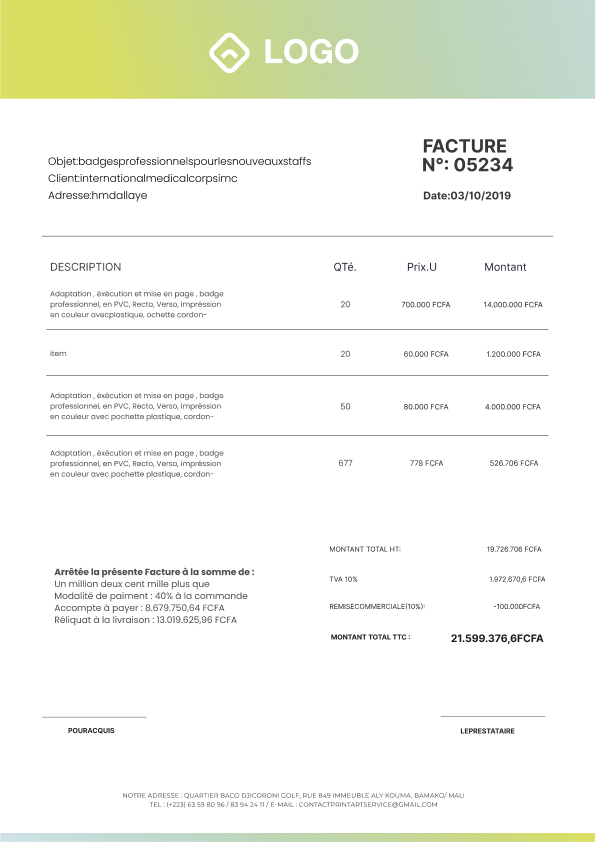 LOGO
FACTURE
N°: 05234
Objet:badgesprofessionnelspourlesnouveauxstaffs
Client:internationalmedicalcorpsimc
Adresse:hmdallaye
Date:03/10/2019
DESCRIPTION QTé. Prix.U Montant
Adaptation , éxécution et mise en page , badge
professionnel, en PVC, Recto, Verso, impréssion
en couleur avecplastique, ochette cordon-
20 700.000 FCFA 14.000.000 FCFA
item 20 60.000 FCFA 1.200.000 FCFA
Adaptation , éxécution et mise en page , badge
professionnel, en PVC, Recto, Verso, impréssion
en couleur avec pochette plastique, cordon-
50 80.000 FCFA 4.000.000 FCFA
Adaptation , éxécution et mise en page , badge
professionnel, en PVC, Recto, Verso, impréssion
en couleur avec pochette plastique, cordon-
677 778 FCFA 526.706 FCFA
MONTANT TOTAL HT: 19.726.706 FCFA
TVA 10% 1.972.670,6 FCFA
REMISECOMMERCIALE(10%): -100.000FCFA
MONTANT TOTAL TTC : 21.599.376,6FCFA
Arrêtée la présente Facture à la somme de :
Un million deux cent mille plus que
Modalité de paiment : 40% à la commande
Accompte à payer : 8.679.750,64 FCFA
Réliquat à la livraison : 13.019.625,96 FCFA
POURACQUIS LEPRESTATAIRE
NOTRE ADRESSE : QUARTIER BACO DJICORONI GOLF, RUE 849 IMMEUBLE ALY KOUMA, BAMAKO/ MALI
TEL : (+223) 63 59 80 96 / 83 94 24 11 / E-MAIL : CONTACTPRINTARTSERVICE@GMAIL.COM